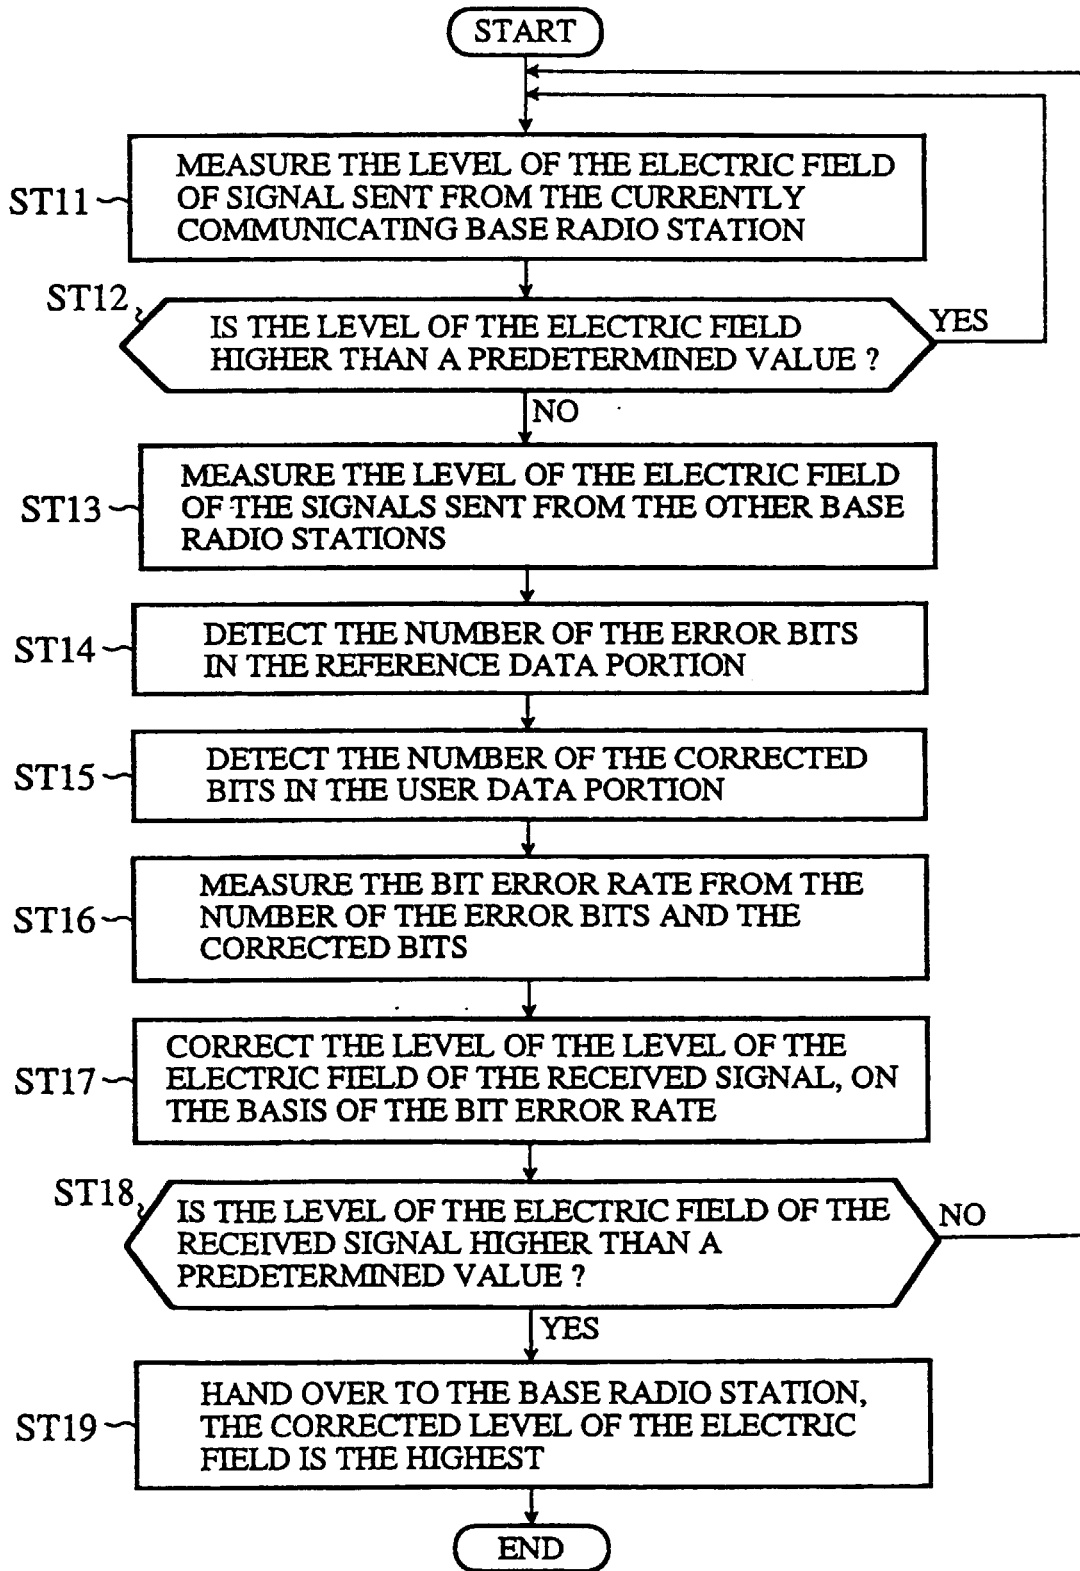 START
ST11
MEASURE THE LEVEL OF THE ELECTRIC FIELD
OF SIGNAL SENT FROM THE CURRENTLY
COMMUNICATING BASE RADIO STATION
ST12
IS THE LEVEL OF THE ELECTRIC FIELD
HIGHER THAN A PREDETERMINED VALUE ?
YES
NO
ST13
MEASURE THE LEVEL OF THE ELECTRIC FIELD
OF THE SIGNALS SENT FROM THE OTHER BASE
RADIO STATIONS
ST14
DETECT THE NUMBER OF THE ERROR BITS
IN THE REFERENCE DATA PORTION
ST15
DETECT THE NUMBER OF THE CORRECTED
BITS IN THE USER DATA PORTION
ST16
MEASURE THE BIT ERROR RATE FROM THE
NUMBER OF THE ERROR BITS AND THE
CORRECTED BITS
ST17
CORRECT THE LEVEL OF THE LEVEL OF THE
ELECTRIC FIELD OF THE RECEIVED SIGNAL, ON
THE BASIS OF THE BIT ERROR RATE
ST18
IS THE LEVEL OF THE ELECTRIC FIELD OF THE
RECEIVED SIGNAL HIGHER THAN A
PREDETERMINED VALUE ?
NO
YES
ST19
HAND OVER TO THE BASE RADIO STATION,
THE CORRECTED LEVEL OF THE ELECTRIC
FIELD IS THE HIGHEST
END